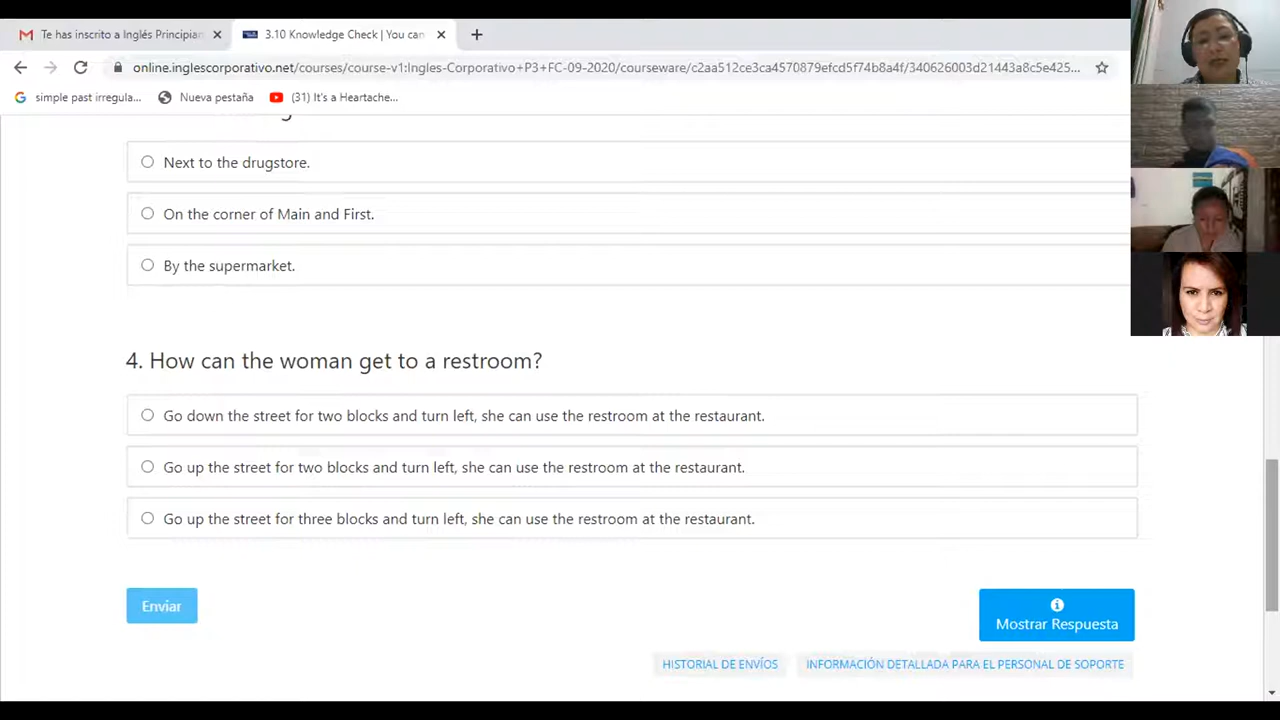 Te has inscrito a Inglés Principian
3.10 Knowledge Check | You can
online.inglescorporativo.net/courses/course-v1:Ingles-Corporativo+P3+FC-09-2020/courseware/c2aa512ce3ca4570879efcd5f74b8a4f/340626003d21443a8c5e425...
simple past irregula...
Nueva pestaña
(31) It's a Heartache...
Next to the drugstore.
On the corner of Main and First.
By the supermarket.
4. How can the woman get to a restroom?
Go down the street for two blocks and turn left, she can use the restroom at the restaurant.
Go up the street for two blocks and turn left, she can use the restroom at the restaurant.
Go up the street for three blocks and turn left, she can use the restroom at the restaurant.
Enviar
Mostrar Respuesta
HISTORIAL DE ENVÍOS
INFORMACIÓN DETALLADA PARA EL PERSONAL DE SOPORTE